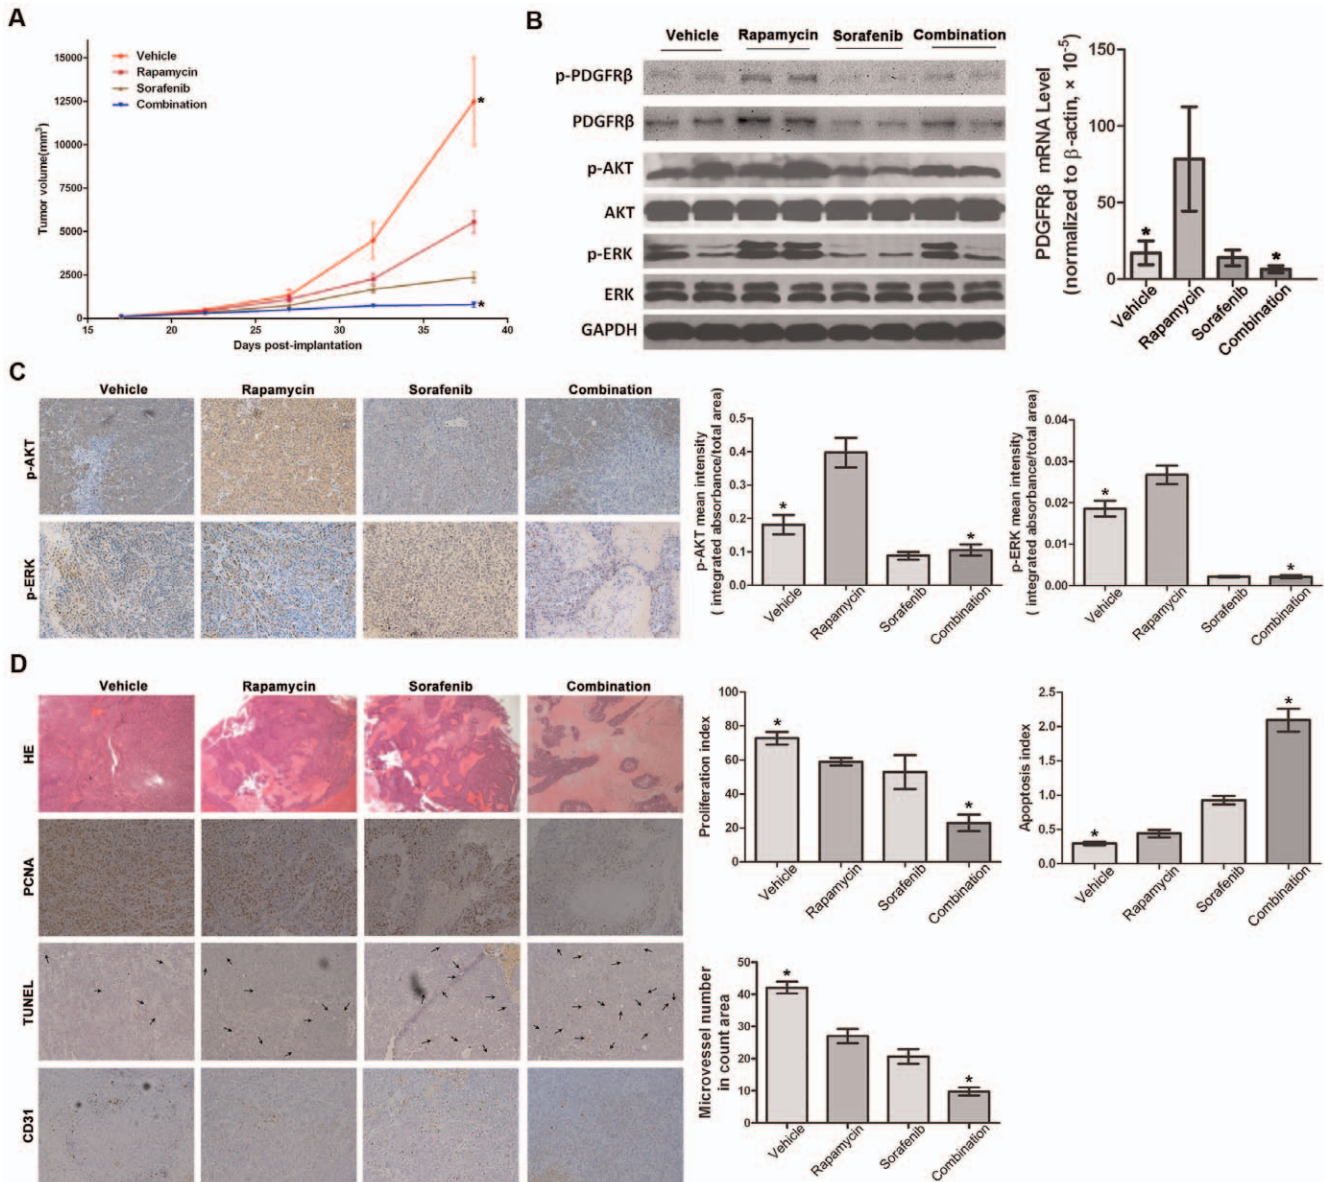 A
15000
12500
10000
7500
5000
2500
0
Tumor volume(mm³)
Vehicle
Rapamycin
Sorafenib
Combination
*
*
15 20 25 30 35 40
Days post-implantation
B
Vehicle Rapamycin Sorafenib Combination
p-PDGFRβ
PDGFRβ
p-AKT
AKT
p-ERK
ERK
GAPDH
PDGFRβ mRNA Level
(normalized to β-actin, × 10⁻⁵)
150
100
50
0
* *
Vehicle Rapamycin Sorafenib Combination
C
Vehicle Rapamycin Sorafenib Combination
p-AKT
p-ERK
p-AKT mean intensity
( integrated absorbance/total area)
0.5
0.4
0.3
0.2
0.1
0.0
* *
Vehicle Rapamycin Sorafenib Combination
p-ERK mean intensity
( integrated absorbance/total area)
0.04
0.03
0.02
0.01
0.00
* *
Vehicle Rapamycin Sorafenib Combination
D
Vehicle Rapamycin Sorafenib Combination
HE
PCNA
TUNEL
CD31
Proliferation index
100
80
60
40
20
0
* *
Vehicle Rapamycin Sorafenib Combination
Apoptosis index
2.5
2.0
1.5
1.0
0.5
0.0
* *
Vehicle Rapamycin Sorafenib Combination
Microvessel number
in count area
50
40
30
20
10
0
* *
Vehicle Rapamycin Sorafenib Combination